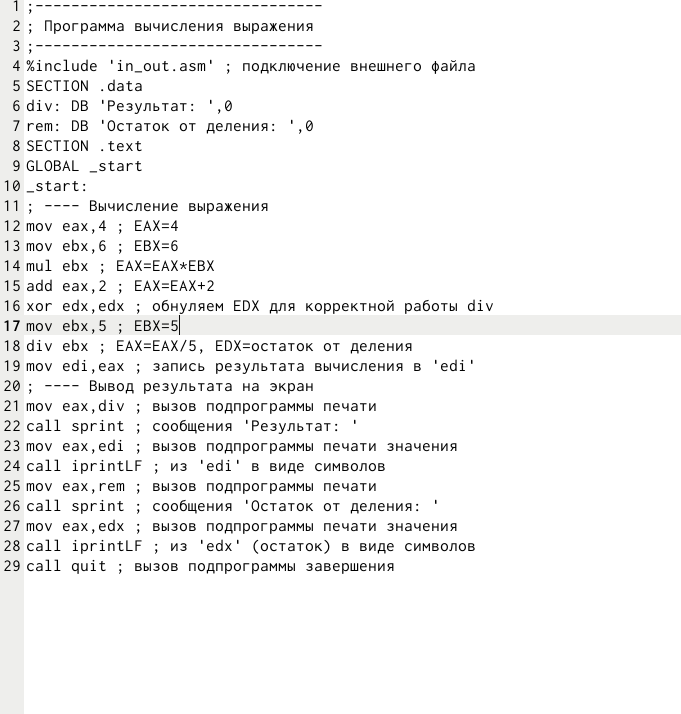 1 ;--------------------------------
2 ; Программа вычисления выражения
3 ;--------------------------------
4 %include 'in_out.asm' ; подключение внешнего файла
5 SECTION .data
6 div: DB 'Результат: ',0
7 rem: DB 'Остаток от деления: ',0
8 SECTION .text
9 GLOBAL _start
10 _start:
11 ; ---- Вычисление выражения
12 mov eax,4 ; EAX=4
13 mov ebx,6 ; EBX=6
14 mul ebx ; EAX=EAX*EBX
15 add eax,2 ; EAX=EAX+2
16 xor edx,edx ; обнуляем EDX для корректной работы div
17 mov ebx,5 ; EBX=5
18 div ebx ; EAX=EAX/5, EDX=остаток от деления
19 mov edi,eax ; запись результата вычисления в 'edi'
20 ; ---- Вывод результата на экран
21 mov eax,div ; вызов подпрограммы печати
22 call sprint ; сообщения 'Результат: '
23 mov eax,edi ; вызов подпрограммы печати значения
24 call iprintLF ; из 'edi' в виде символов
25 mov eax,rem ; вызов подпрограммы печати
26 call sprint ; сообщения 'Остаток от деления: '
27 mov eax,edx ; вызов подпрограммы печати значения
28 call iprintLF ; из 'edx' (остаток) в виде символов
29 call quit ; вызов подпрограммы завершения